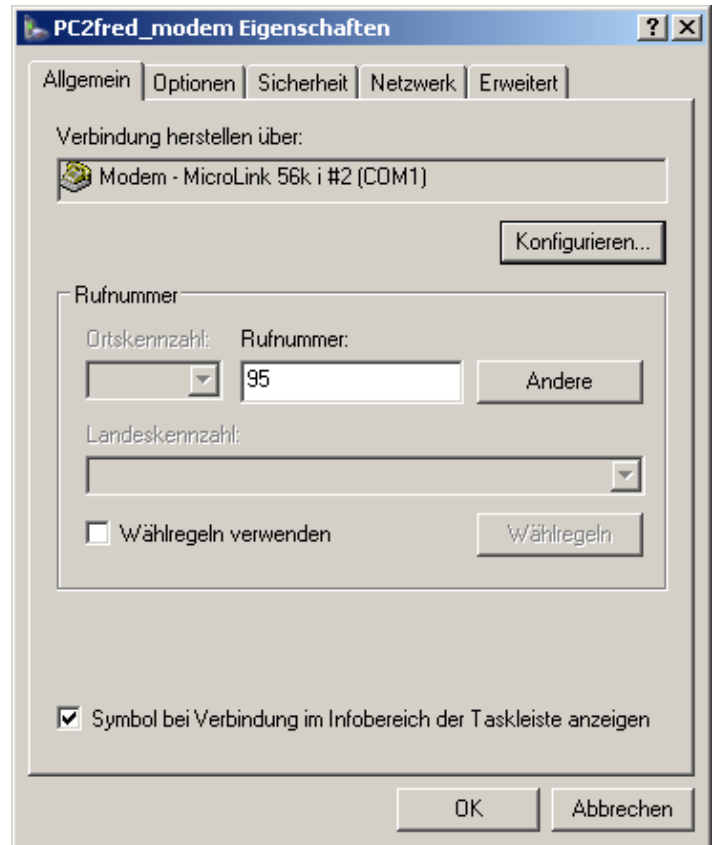 PC2fred_modem Eigenschaften
Allgemein Optionen Sicherheit Netzwerk Erweitert
Verbindung herstellen über:
Modem - MicroLink 56k i #2 (COM1)
Konfigurieren...
Rufnummer
Ortskennzahl: Rufnummer:
95 Andere
Landeskennzahl:
Wählregeln verwenden Wählregeln
Symbol bei Verbindung im Infobereich der Taskleiste anzeigen
OK Abbrechen